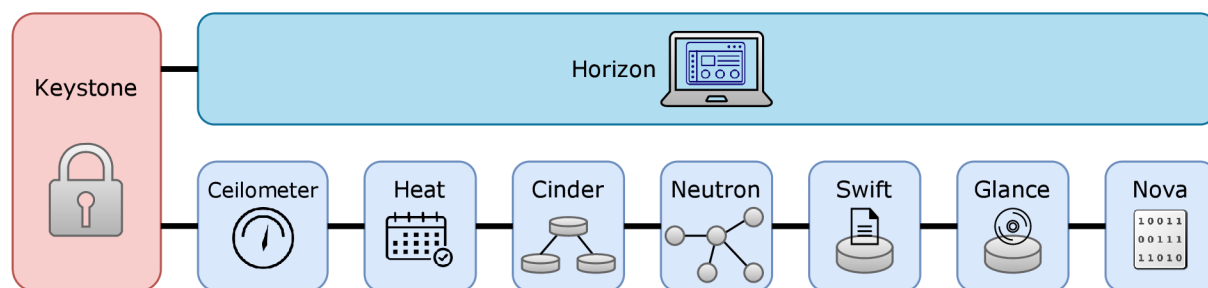 Keystone
Horizon
Ceilometer
Heat
Cinder
Neutron
Swift
Glance
Nova
10011
00111
11010